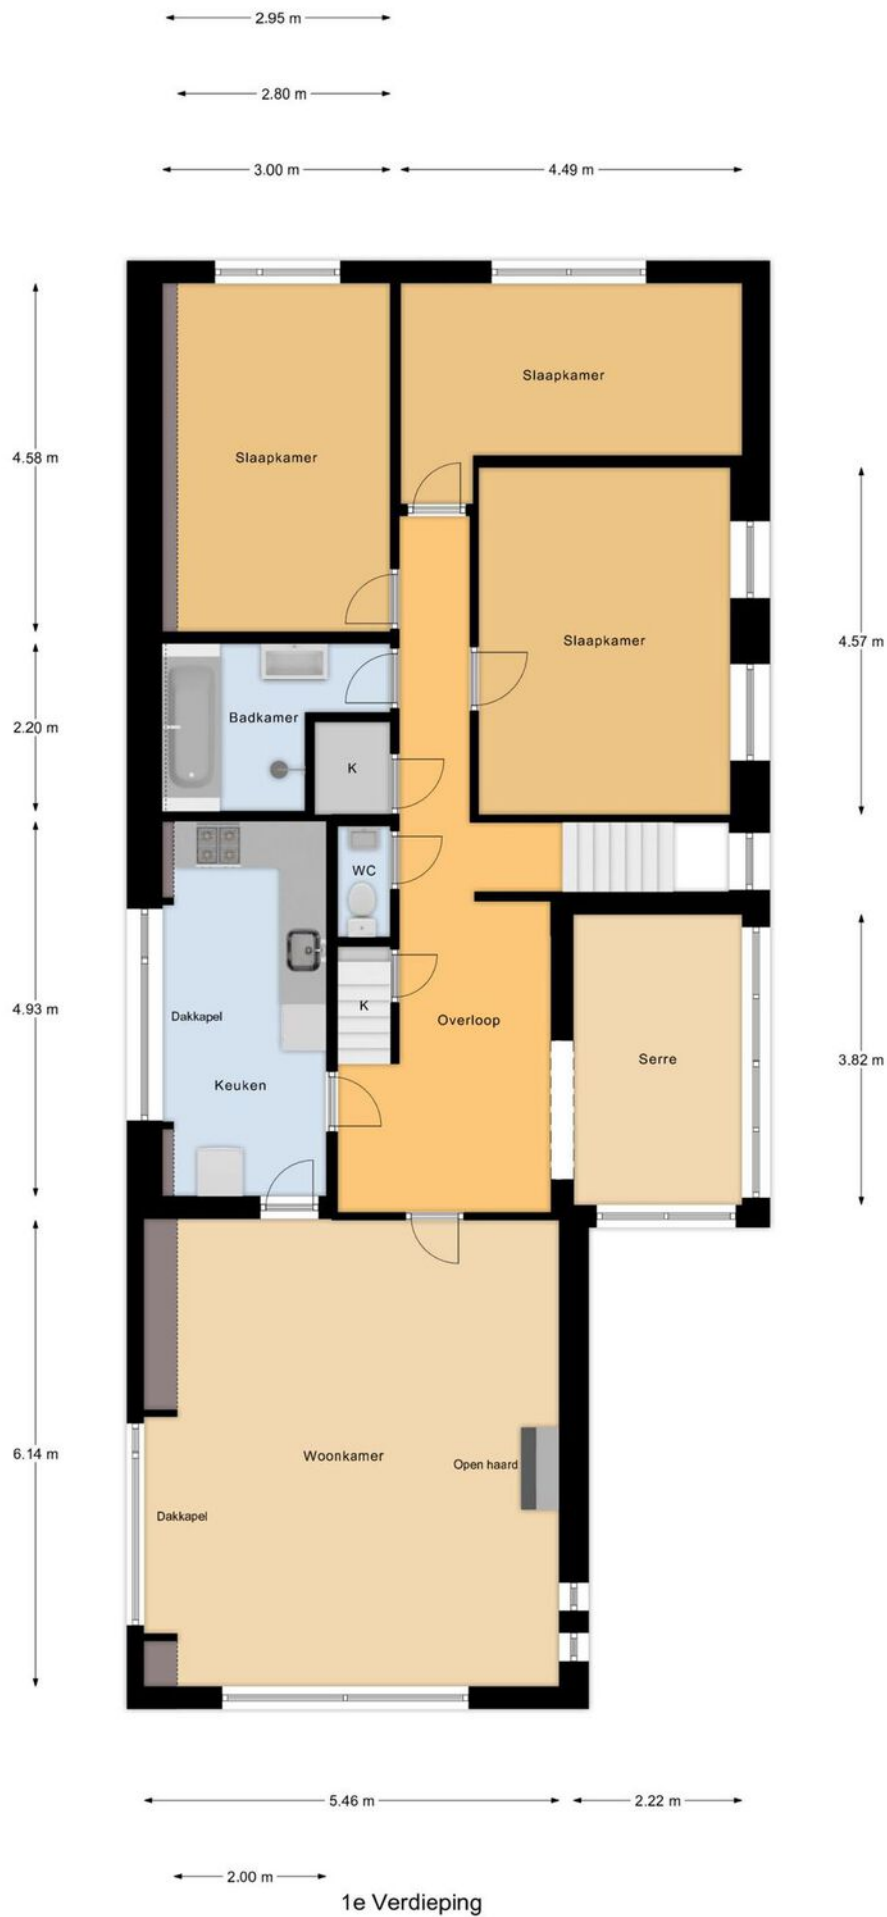 2.95 m
2.80 m
3.00 m
4.49 m
Slaapkamer
Slaapkamer
4.58 m
Slaapkamer
4.57 m
Badkamer
2.20 m
K
WC
4.93 m
Dakkapel
K
Overloop
Serre
3.82 m
Keuken
6.14 m
Woonkamer
Open haard
Dakkapel
5.46 m
2.22 m
2.00 m
1e Verdieping